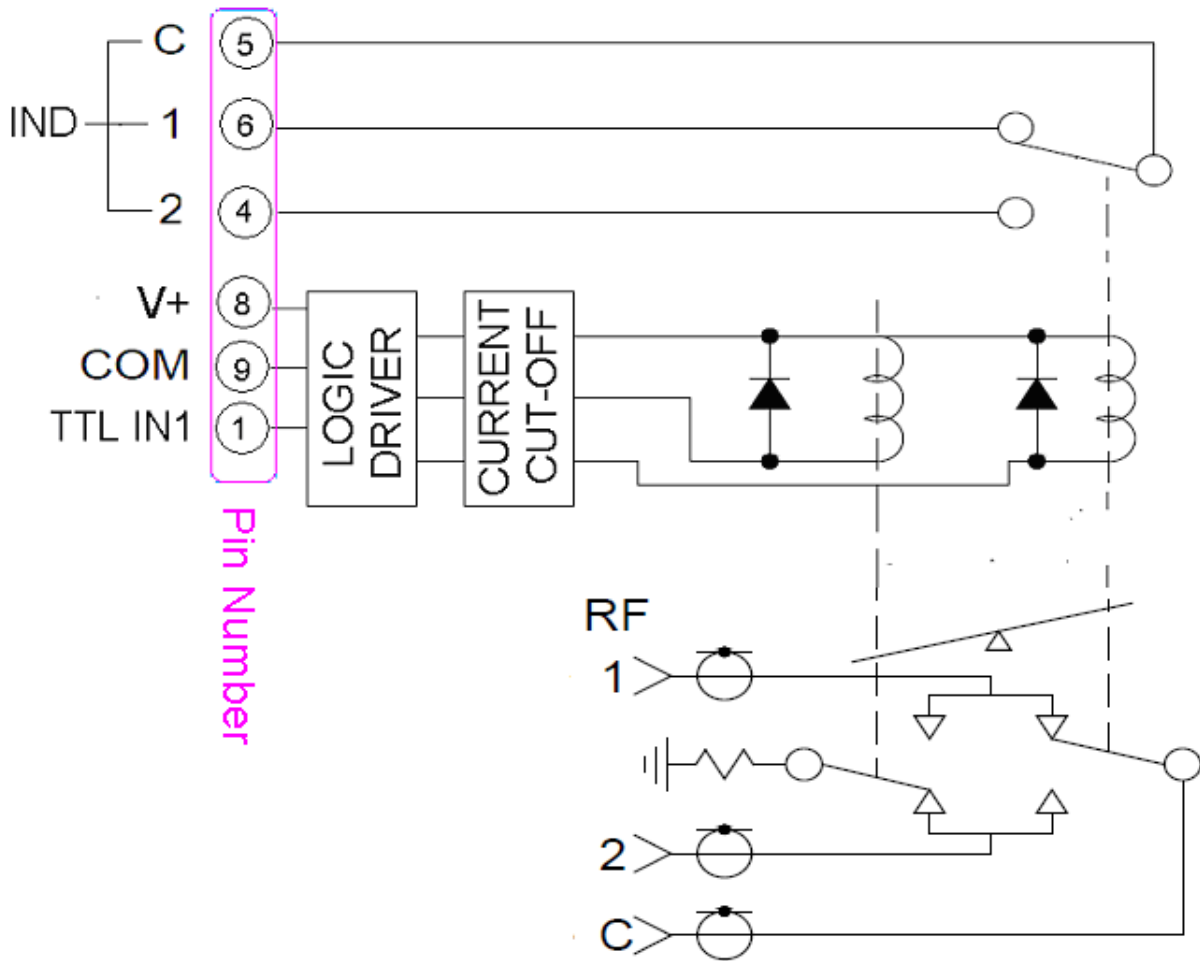 C 5
IND 1 6
2 4
V+ 8
COM 9
TTL IN1 1
LOGIC
DRIVER
CURRENT
CUT-OFF
Pin Number
RF
1
2
C